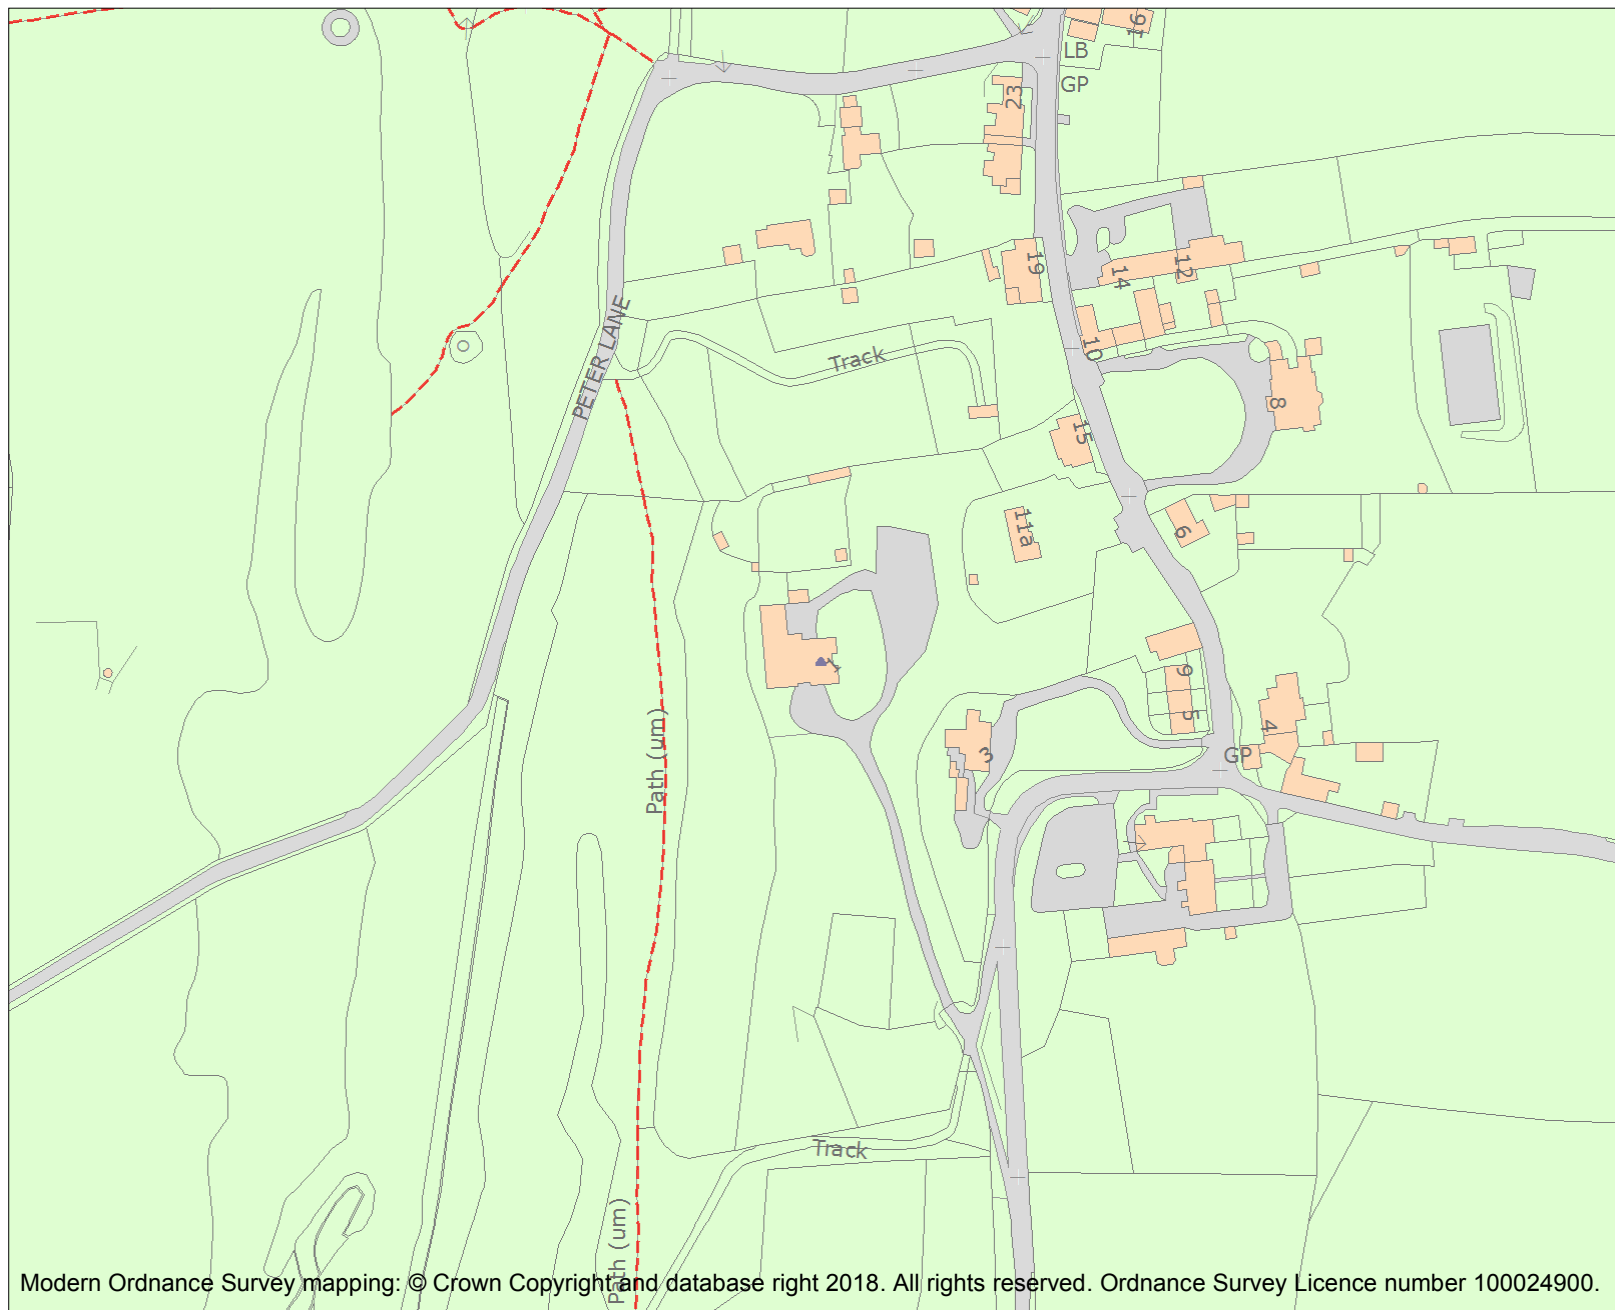 16
LB
GP
23
19
14
12
PETER LANE
Track
10
8
15
11a
6
1
9
5
4
3
GP
Path (um)
Track
Path (um)
Modern Ordnance Survey mapping: © Crown Copyright and database right 2018. All rights reserved. Ordnance Survey Licence number 100024900.